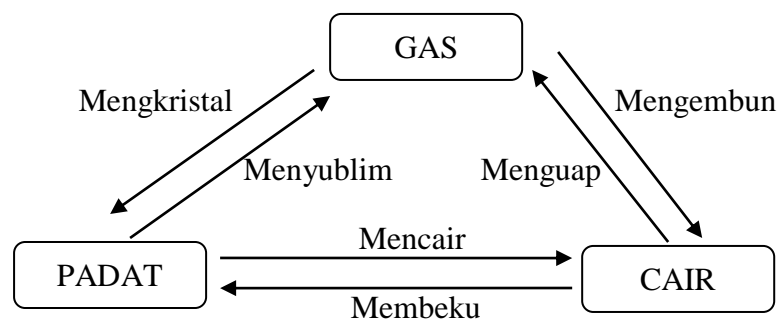 GAS
Mengkristal
Mengembun
Menyublim
Menguap
Mencair
PADAT
CAIR
Membeku